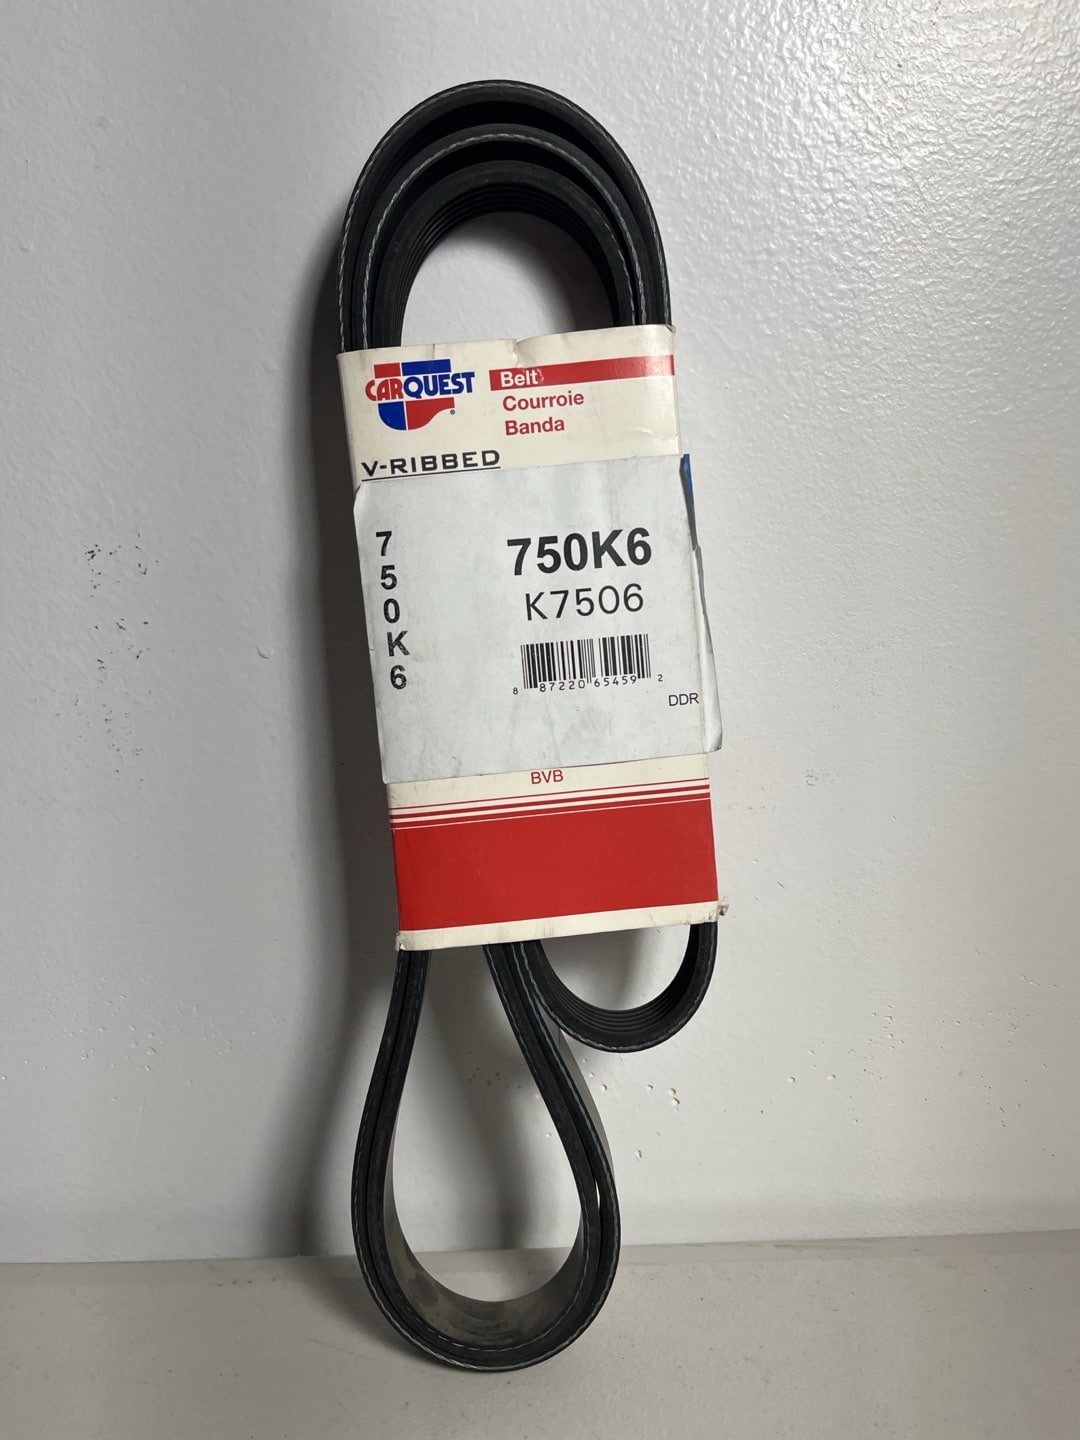 CARQUEST
®
Belt
Courroie
Banda
V-RIBBED
7
5
0
K
6
750K6
K7506
8 87220 65459 2
DDR
BVB